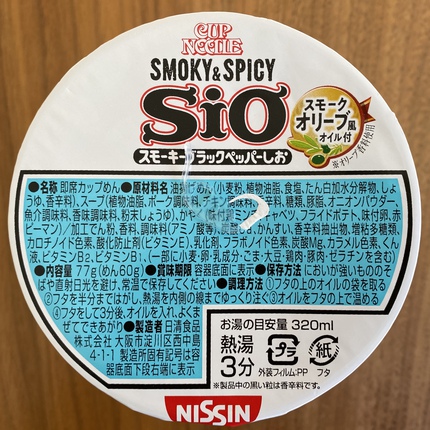 CUP
NOODLE
SMOKY&SPICY
SiO
スモーキーブラックペッパーしお
スモーク
オリーブ風
オイル付
※オリーブ香料使用
●名称 即席カップめん●原材料名 油揚げめん(小麦粉、植物油脂、食塩、たん白加水分解物、しょ
うゆ、香辛料)、スープ(植物油脂、ポーク調味料、チキン調味料、香辛料、糖類、豚脂、オニオンパウダー、
魚介調味料、香味調味料、粉末しょうゆ)、かやく(キャベツ、フライドポテト、味付卵、赤
ピーマン)/加工でん粉、香料、調味料(アミノ酸等)、炭酸Ca、かんすい、香辛料抽出物、増粘多糖類、
カロチノイド色素、酸化防止剤(ビタミンE)、乳化剤、フラボノイド色素、炭酸Mg、カラメル色素、くん
液、ビタミンB2、ビタミンB1、(一部に小麦・卵・乳成分・ごま・大豆・鶏肉・豚肉・ゼラチンを含む)
●内容量 77g(めん60g)●賞味期限 容器底面に表示●保存方法 においが強いもののそ
ばや直射日光を避け、常温で保存してください●調理方法 ①フタの上のオイルの袋を取る
②フタを半分まではがし、熱湯を内側の線までゆっくり注ぐ③オイルをフタの上で温める
④フタをして3分後、オイルを入れ、よくま
ぜてできあがり●製造者 日清食品
株式会社 大阪市淀川区西中島
4-1-1 製造所固有記号は容
器底面下段右端に表示
お湯の目安量 320ml
熱湯
3分
プラ
外装フィルム:PP
紙
フタ
※製品中の黒い粒は香辛料です。
NISSIN